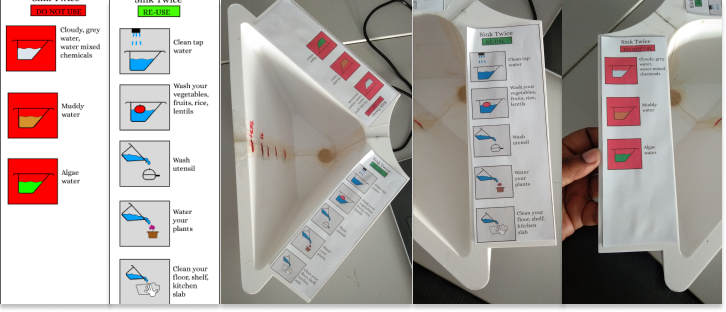 Sink Twice
DO NOT USE
Cloudy, grey
water,
water mixed
chemicals
Muddy
water
Algae
water
Sink Twice
RE-USE
Clean tap
water
Wash your
vegetables,
fruits, rice,
lentils
Wash
utensil
Water
your
plants
Clean your
floor, shelf,
kitchen
slab
Sink Twice
RE-USE
Clean tap
water
Wash your
vegetables,
fruits, rice,
lentils
Wash
utensil
Water
your
plants
Clean your
floor, shelf,
kitchen
slab
Sink Twice
DO NOT USE
Cloudy, grey
water,
water mixed
chemicals
Muddy
water
Algae
water